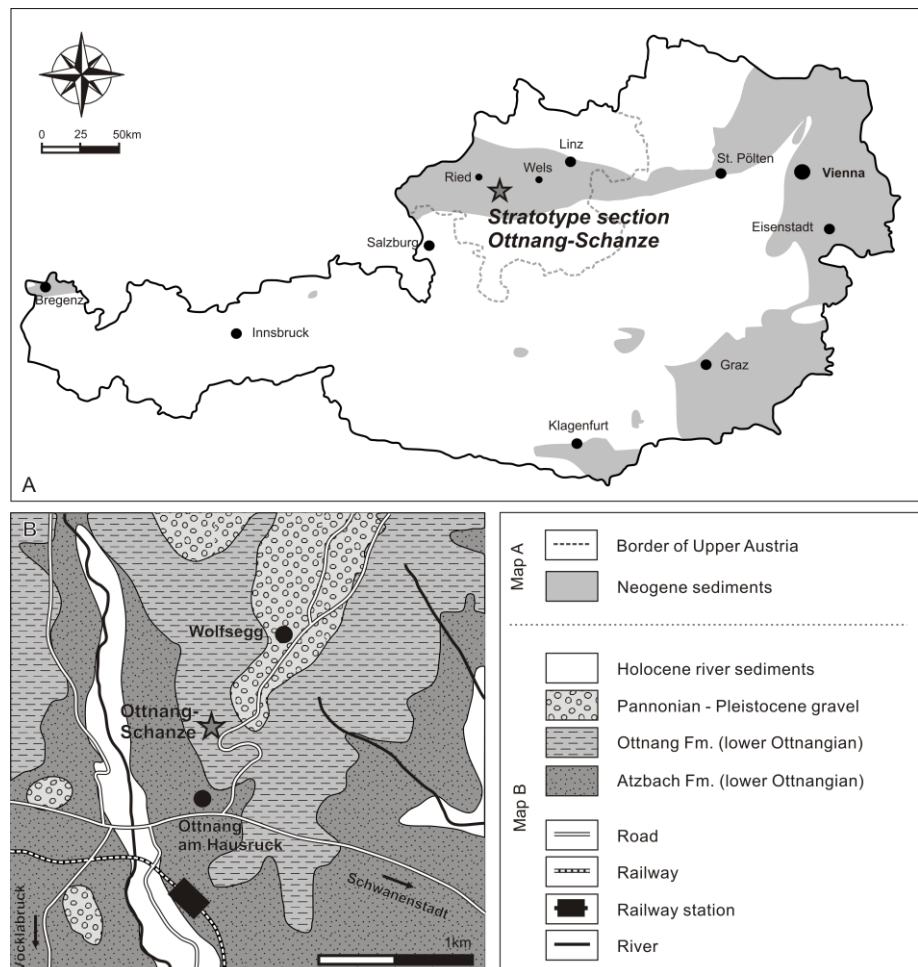 0 25 50km
Linz
Ried
Wels
St. Pölten
Vienna
Stratotype section
Ottnang-Schanze
Eisenstadt
Salzburg
Bregenz
Innsbruck
Graz
Klagenfurt
A
B
Wolfsegg
Ottnang-
Schanze
Ottnang
am Hausruck
Schwanenstadt
Vöcklabruck
1km
Map A
Border of Upper Austria
Neogene sediments
Map B
Holocene river sediments
Pannonian - Pleistocene gravel
Ottnang Fm. (lower Ottnangian)
Atzbach Fm. (lower Ottnangian)
Road
Railway
Railway station
River